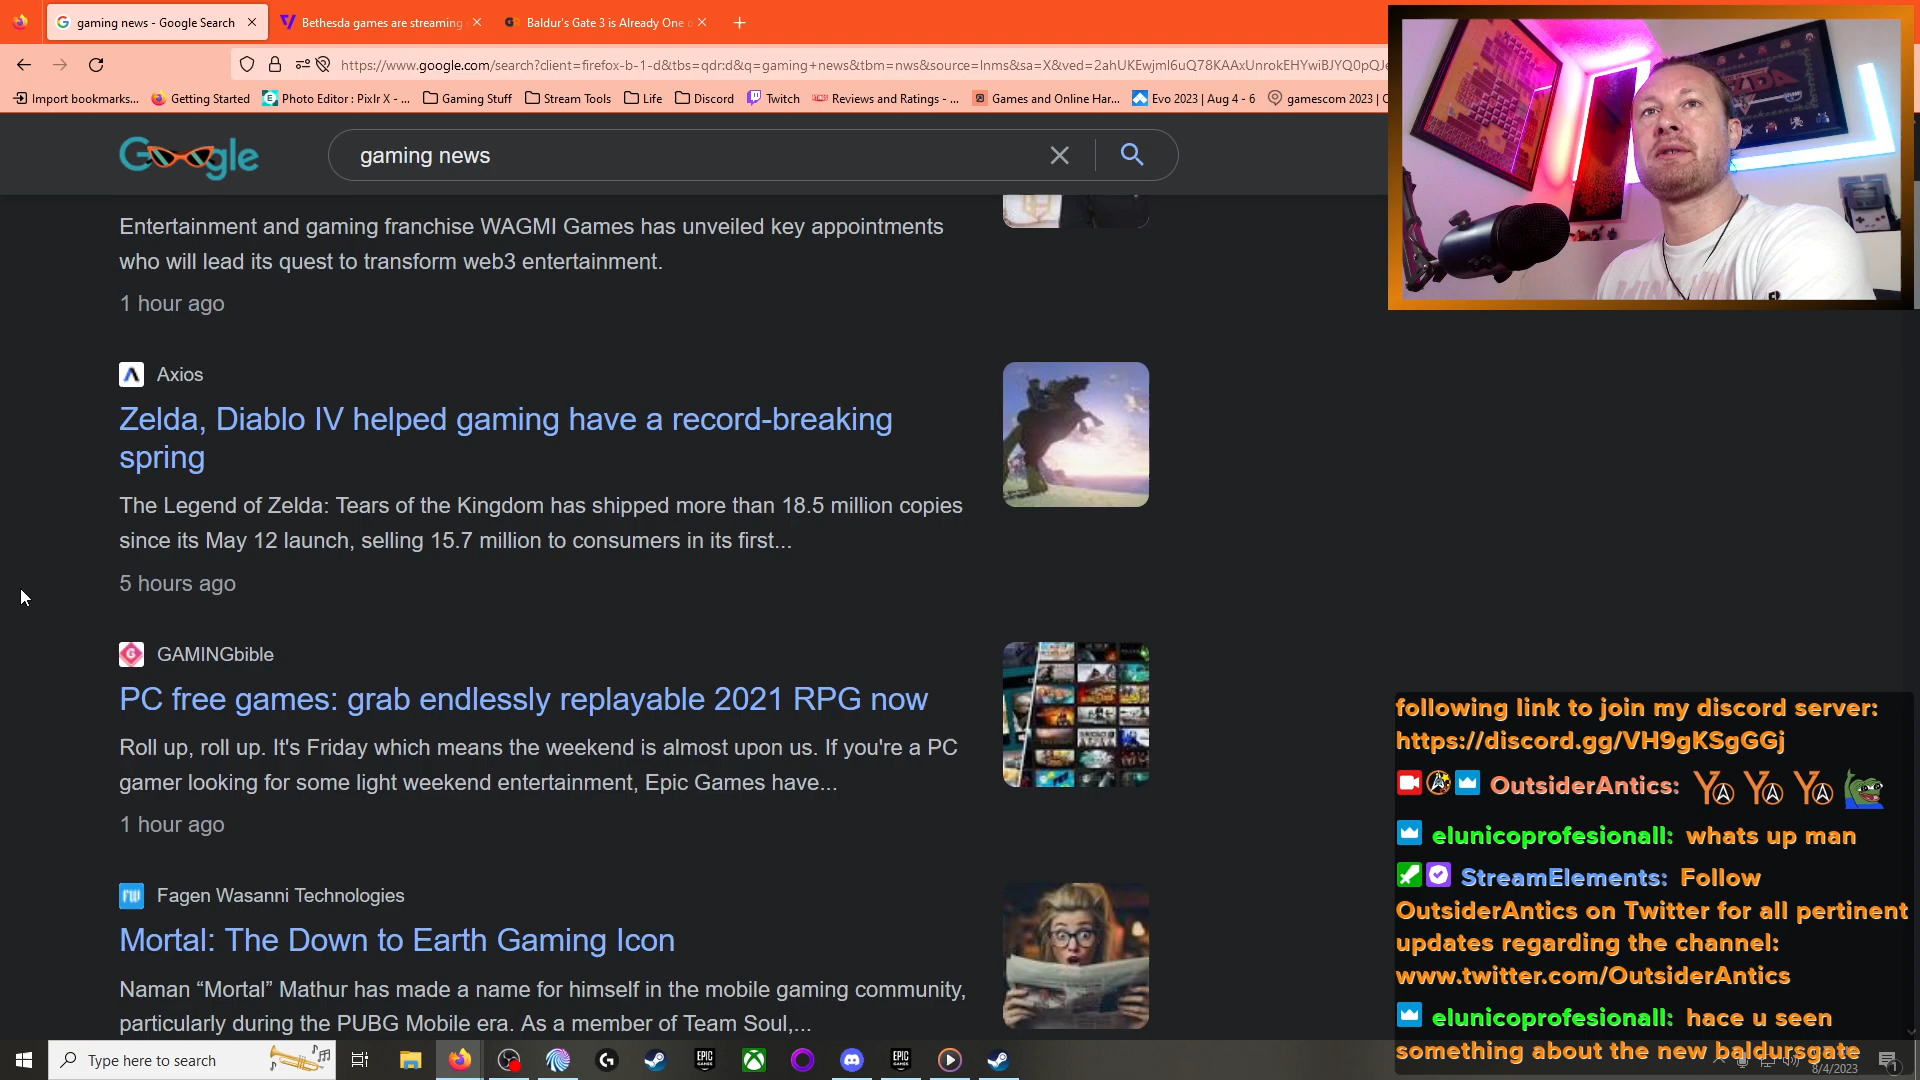 gaming news - Google Search
Bethesda games are streaming
Baldur's Gate 3 is Already One o
https://www.google.com/search?client=firefox-b-1-d&tbs=qdr:d&q=gaming+news&tbm=nws&source=lnms&sa=X&ved=
Import bookmarks...
Getting Started
Photo Editor : Pixlr X - ...
Gaming Stuff
Stream Tools
Life
Discord
Twitch
Reviews and Ratings - ...
Games and Online Har...
Evo 2023 | Aug 4 - 6
gamescom 2023 | C
Google
gaming news
Entertainment and gaming franchise WAGMI Games has unveiled key appointments
who will lead its quest to transform web3 entertainment.
1 hour ago
Axios
Zelda, Diablo IV helped gaming have a record-breaking
spring
The Legend of Zelda: Tears of the Kingdom has shipped more than 18.5 million copies
since its May 12 launch, selling 15.7 million to consumers in its first...
5 hours ago
GAMINGbible
PC free games: grab endlessly replayable 2021 RPG now
Roll up, roll up. It's Friday which means the weekend is almost upon us. If you're a PC
gamer looking for some light weekend entertainment, Epic Games have...
1 hour ago
Fagen Wasanni Technologies
Mortal: The Down to Earth Gaming Icon
Naman “Mortal” Mathur has made a name for himself in the mobile gaming community,
particularly during the PUBG Mobile era. As a member of Team Soul,...
following link to join my discord server:
https://discord.gg/VH9gKSgGGj
OutsiderAntics:
elunicoprofesionall: whats up man
StreamElements: Follow
OutsiderAntics on Twitter for all pertinent
updates regarding the channel:
www.twitter.com/OutsiderAntics
elunicoprofesionall: hace u seen
something about the new baldursgate
Type here to search
8/4/2023